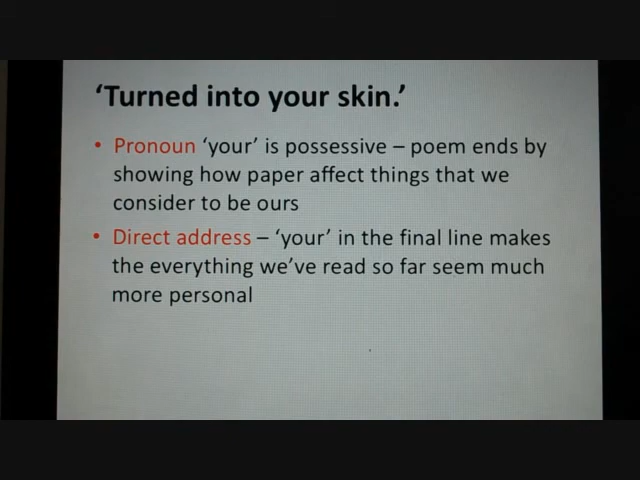 ‘Turned into your skin.’
• Pronoun ‘your’ is possessive – poem ends by
showing how paper affect things that we
consider to be ours
• Direct address – ‘your’ in the final line makes
the everything we’ve read so far seem much
more personal